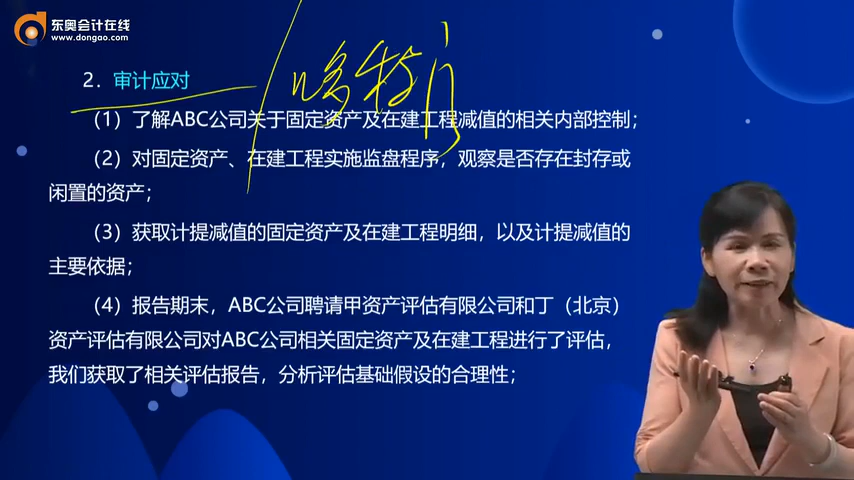 东奥会计在线
www.dongao.com
2．审计应对
（1）了解ABC公司关于固定资产及在建工程减值的相关内部控制；
（2）对固定资产、在建工程实施监盘程序，观察是否存在封存或
闲置的资产；
（3）获取计提减值的固定资产及在建工程明细，以及计提减值的
主要依据；
（4）报告期末，ABC公司聘请甲资产评估有限公司和丁（北京）
资产评估有限公司对ABC公司相关固定资产及在建工程进行了评估，
我们获取了相关评估报告，分析评估基础假设的合理性；